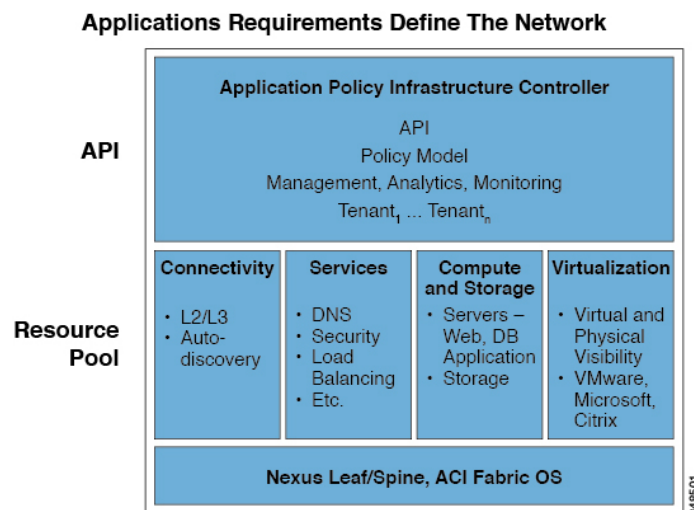 Applications Requirements Define The Network
API
Application Policy Infrastructure Controller
API
Policy Model
Management, Analytics, Monitoring
Tenant1 ... Tenantn
Resource
Pool
Connectivity
• L2/L3
• Auto-
discovery
Services
• DNS
• Security
• Load
Balancing
• Etc.
Compute
and Storage
• Servers –
Web, DB
Application
• Storage
Virtualization
• Virtual and
Physical
Visibility
• VMware,
Microsoft,
Citrix
Nexus Leaf/Spine, ACI Fabric OS